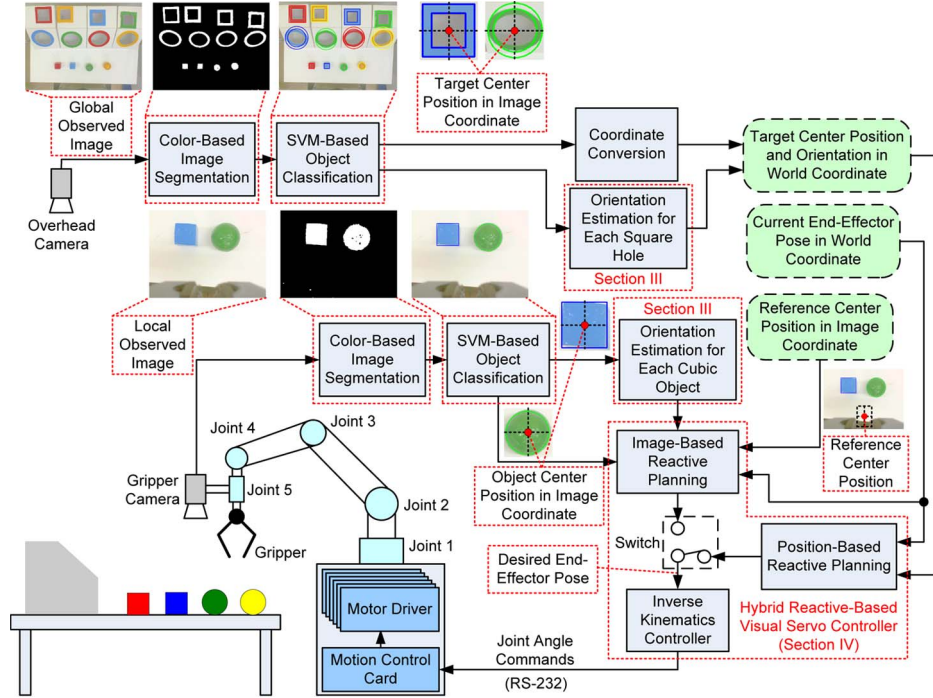 Global
Observed
Image
Color-Based
Image
Segmentation
SVM-Based
Object
Classification
Target Center
Position in Image
Coordinate
Coordinate
Conversion
Target Center Position
and Orientation in
World Coordinate
Overhead
Camera
Orientation
Estimation for
Each Square
Hole
Section III
Current End-Effector
Pose in World
Coordinate
Local
Observed
Image
Color-Based
Image
Segmentation
SVM-Based
Object
Classification
Section III
Orientation
Estimation for
Each Cubic
Object
Reference Center
Position in Image
Coordinate
Joint 4
Joint 3
Gripper
Camera
Joint 5
Joint 2
Gripper
Joint 1
Object Center
Position in Image
Coordinate
Image-Based
Reactive
Planning
Reference
Center
Position
Switch
Position-Based
Reactive Planning
Desired End-
Effector Pose
Inverse
Kinematics
Controller
Hybrid Reactive-Based
Visual Servo Controller
(Section IV)
Motor Driver
Motion Control
Card
Joint Angle
Commands
(RS-232)